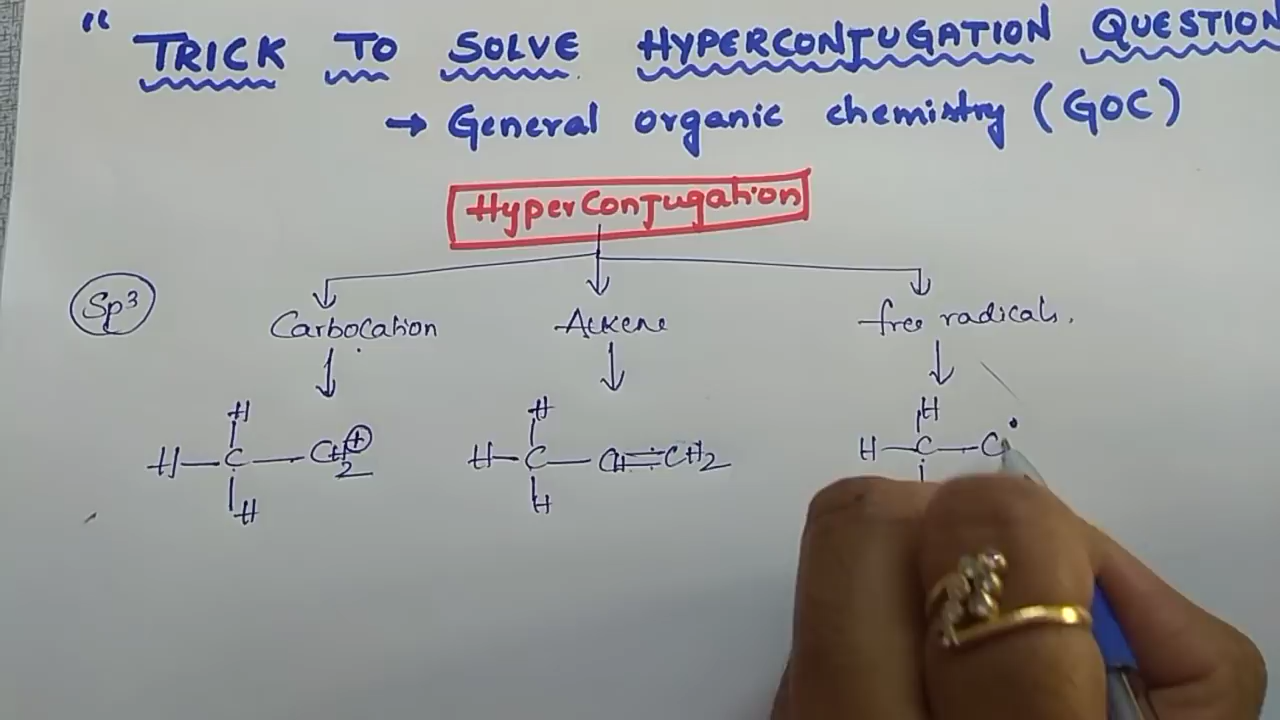 " TRICK TO SOLVE HYPERCONJUGATION QUESTION
→ General organic chemistry (GOC)
HyperConjugation
Sp³
Carbocation Alkene free radicals.
H H H
H—C—CH₂⊕ H—C—CH=CH₂ H—C—C•
H H